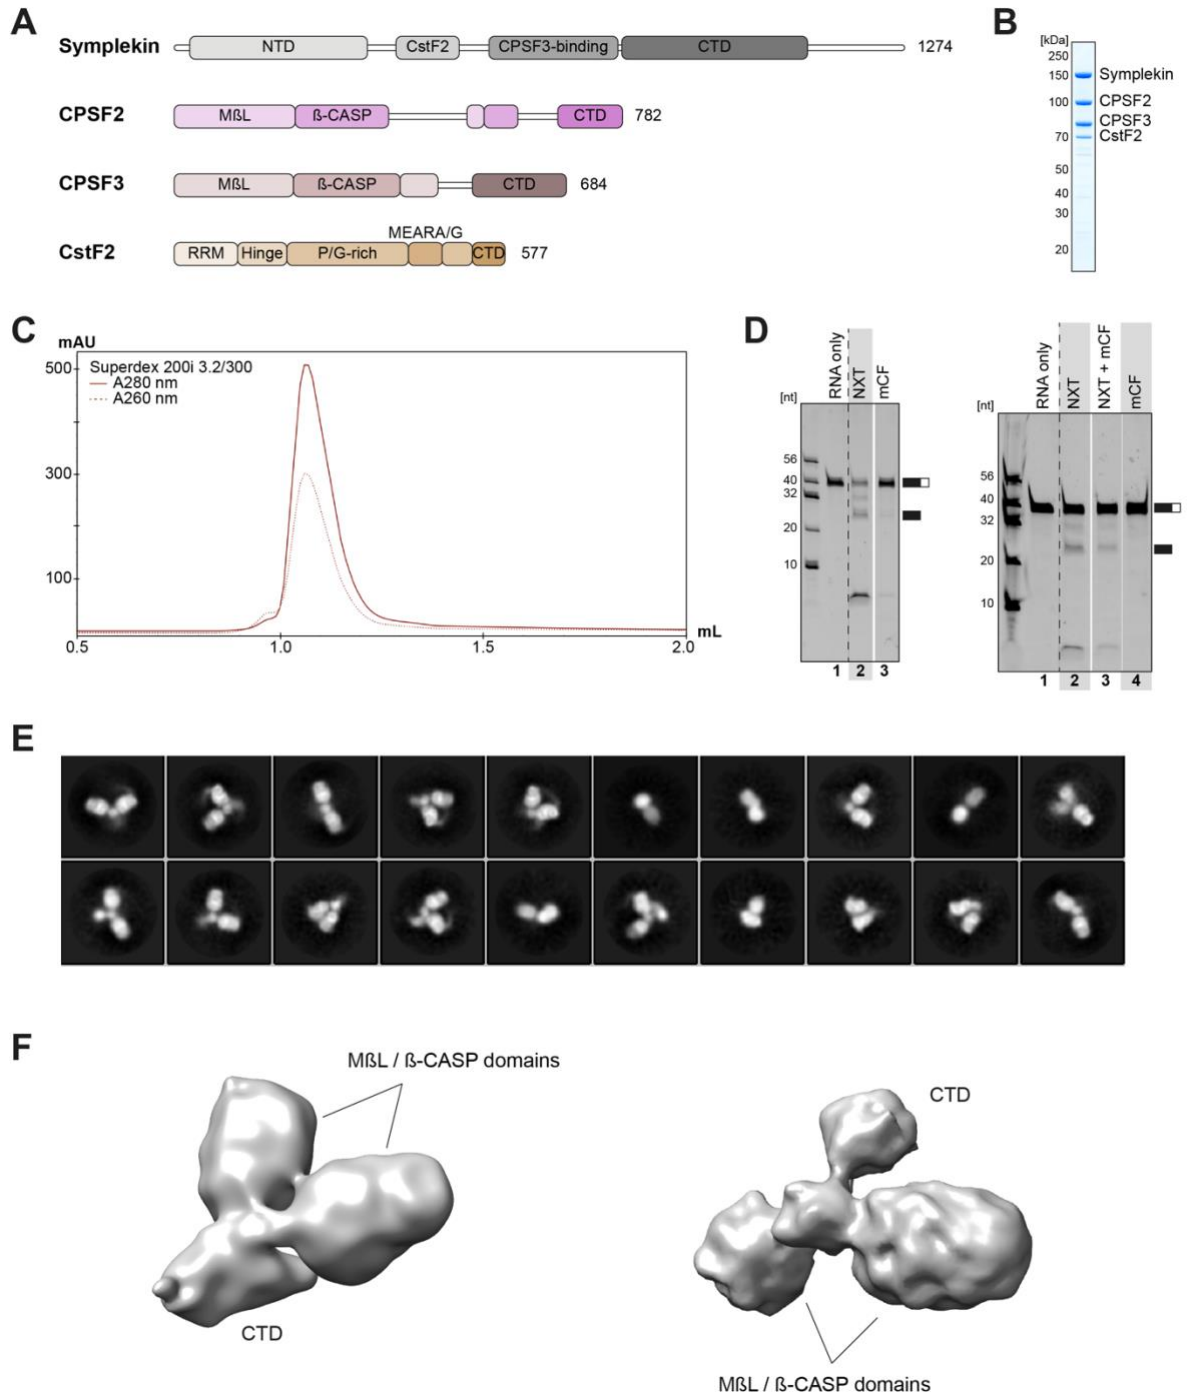 A
Symplekin NTD CstF2 CPSF3-binding CTD 1274
CPSF2 MßL ß-CASP CTD 782
CPSF3 MßL ß-CASP CTD 684
MEARA/G
CstF2 RRM Hinge P/G-rich CTD 577
B
[kDa]
250
150 Symplekin
100 CPSF2
CPSF3
70 CstF2
50
40
30
20
C
mAU
500
300
100
Superdex 200i 3.2/300
A280 nm
A260 nm
0.5 1.0 1.5 2.0 mL
D
RNA only NXT mCF
[nt]
56
40
32
20
10
1 2 3
RNA only NXT NXT + mCF mCF
[nt]
56
40
32
20
10
1 2 3 4
E
F
MßL / ß-CASP domains
CTD
CTD
MßL / ß-CASP domains